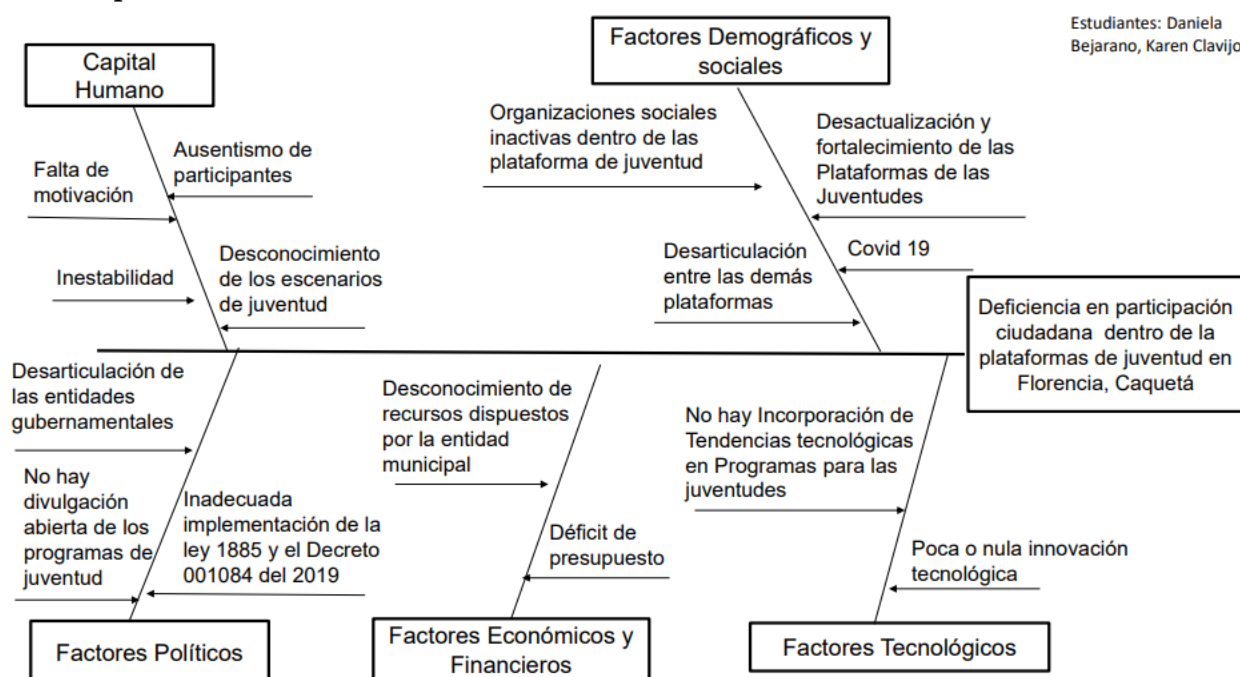 Estudiantes: Daniela
Bejarano, Karen Clavijo
Capital
Humano
Factores Demográficos y
sociales
Ausentismo de
participantes
Falta de
motivación
Inestabilidad
Desconocimiento
de los escenarios
de juventud
Organizaciones sociales
inactivas dentro de las
plataforma de juventud
Desactualización y
fortalecimiento de las
Plataformas de las
Juventudes
Covid 19
Desarticulación
entre las demás
plataformas
Deficiencia en participación
ciudadana dentro de la
plataformas de juventud en
Florencia, Caquetá
Desarticulación de
las entidades
gubernamentales
No hay
divulgación
abierta de los
programas de
juventud
Inadecuada
implementación de la
ley 1885 y el Decreto
001084 del 2019
Desconocimiento de
recursos dispuestos
por la entidad
municipal
Déficit de
presupuesto
No hay Incorporación de
Tendencias tecnológicas
en Programas para las
juventudes
Poca o nula innovación
tecnológica
Factores Políticos
Factores Económicos y
Financieros
Factores Tecnológicos